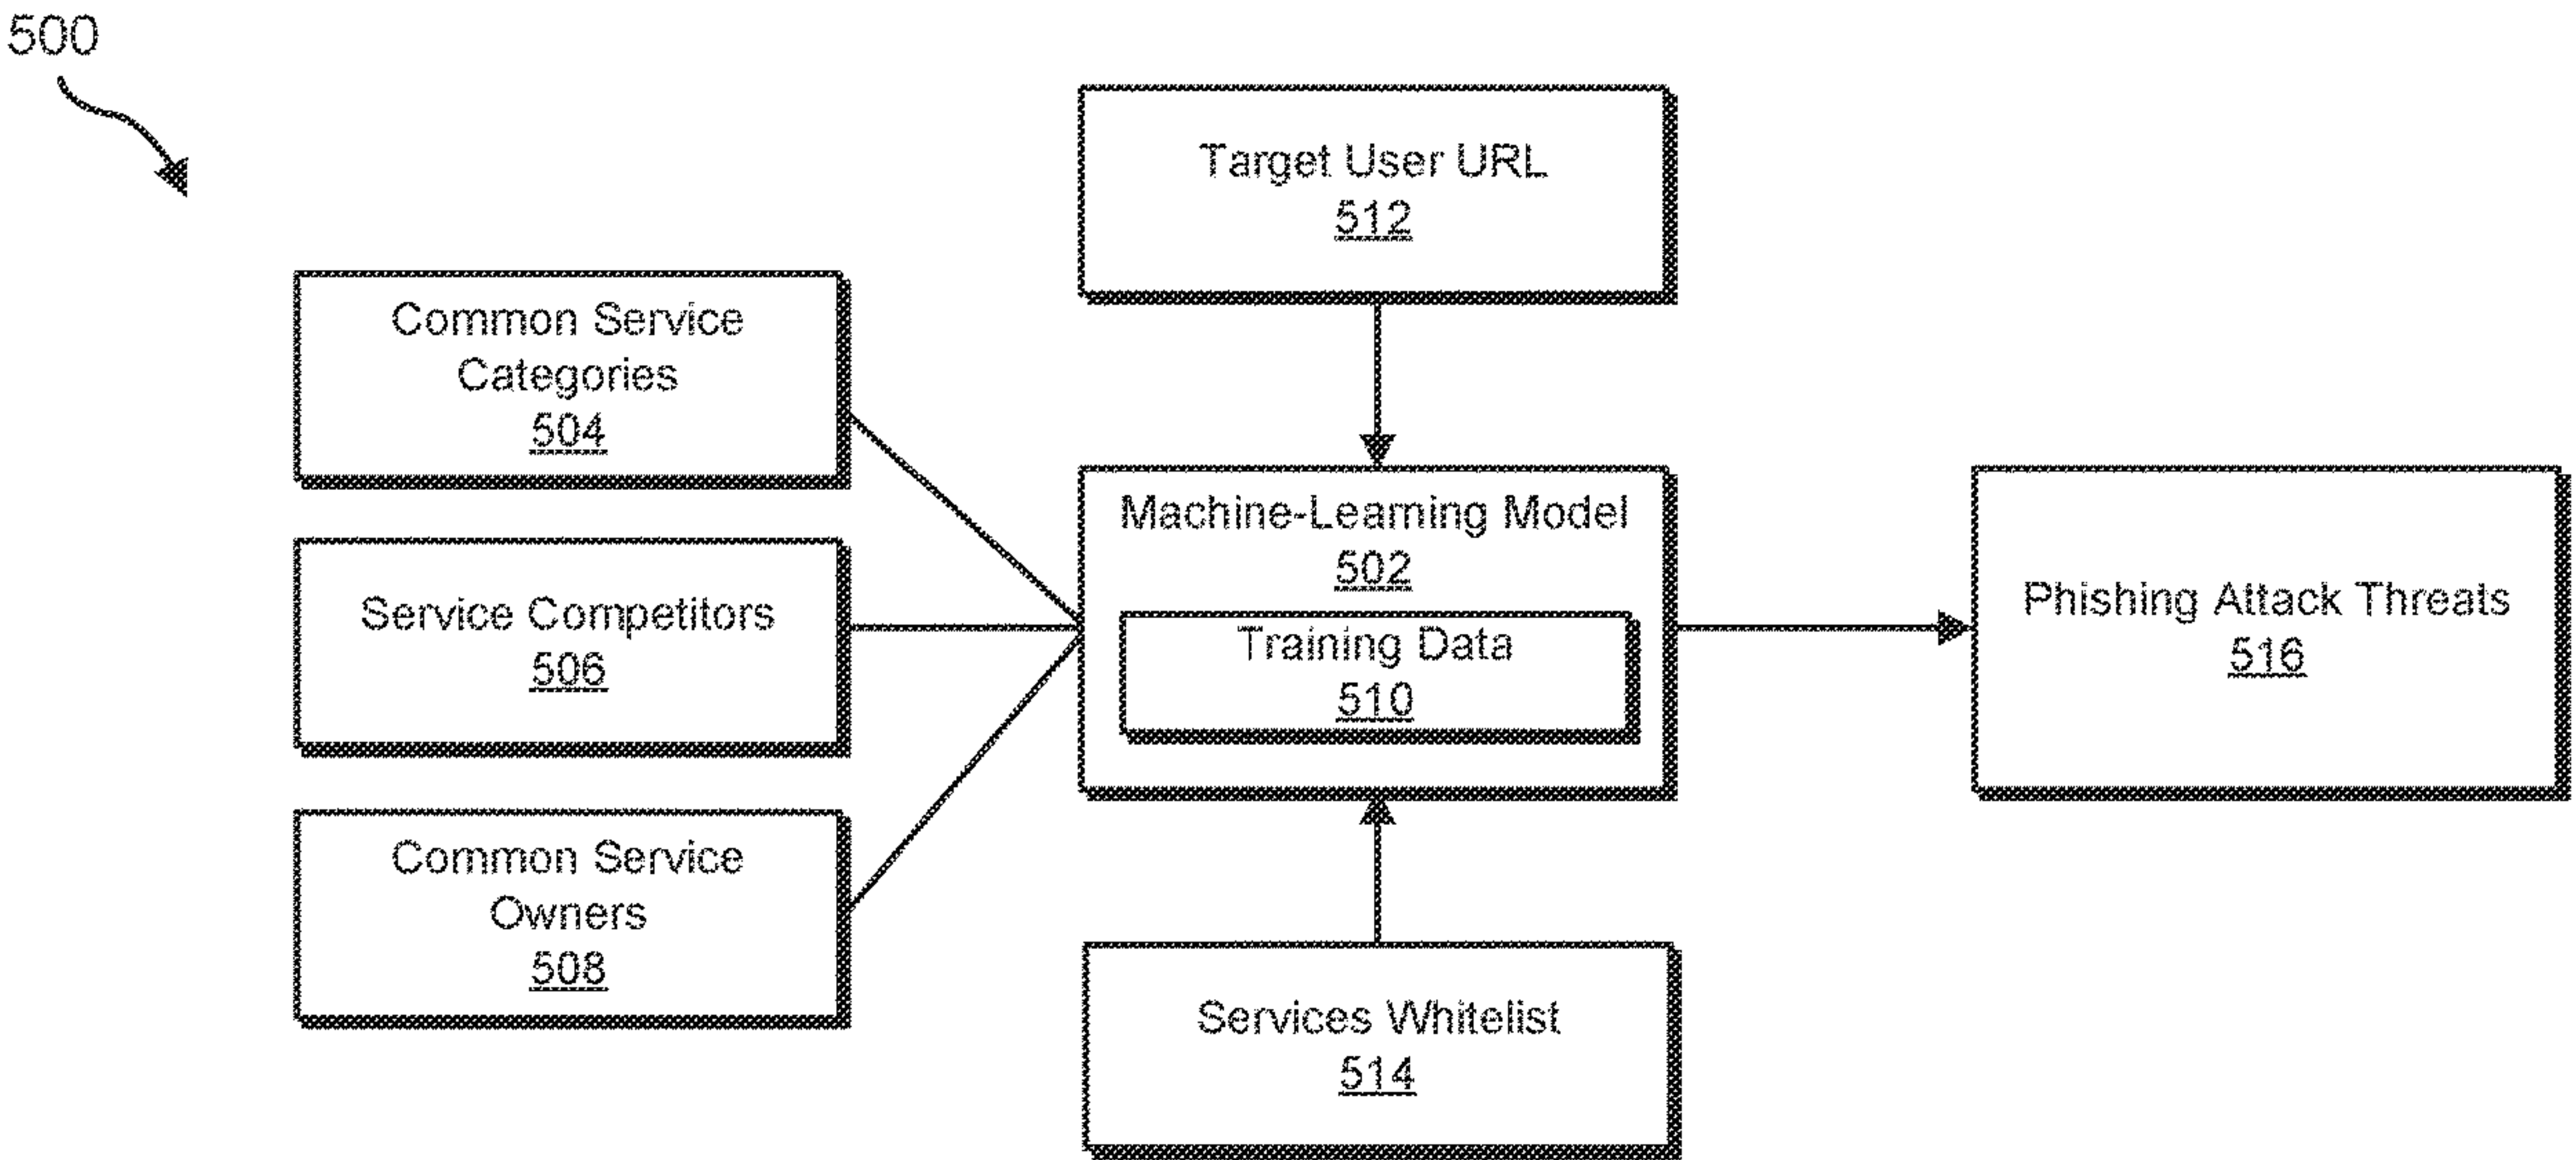 500
Target User URL
512
Common Service
Categories
504
Machine-Learning Model
502
Training Data
510
Service Competitors
506
Phishing Attack Threats
516
Common Service
Owners
508
Services Whitelist
514